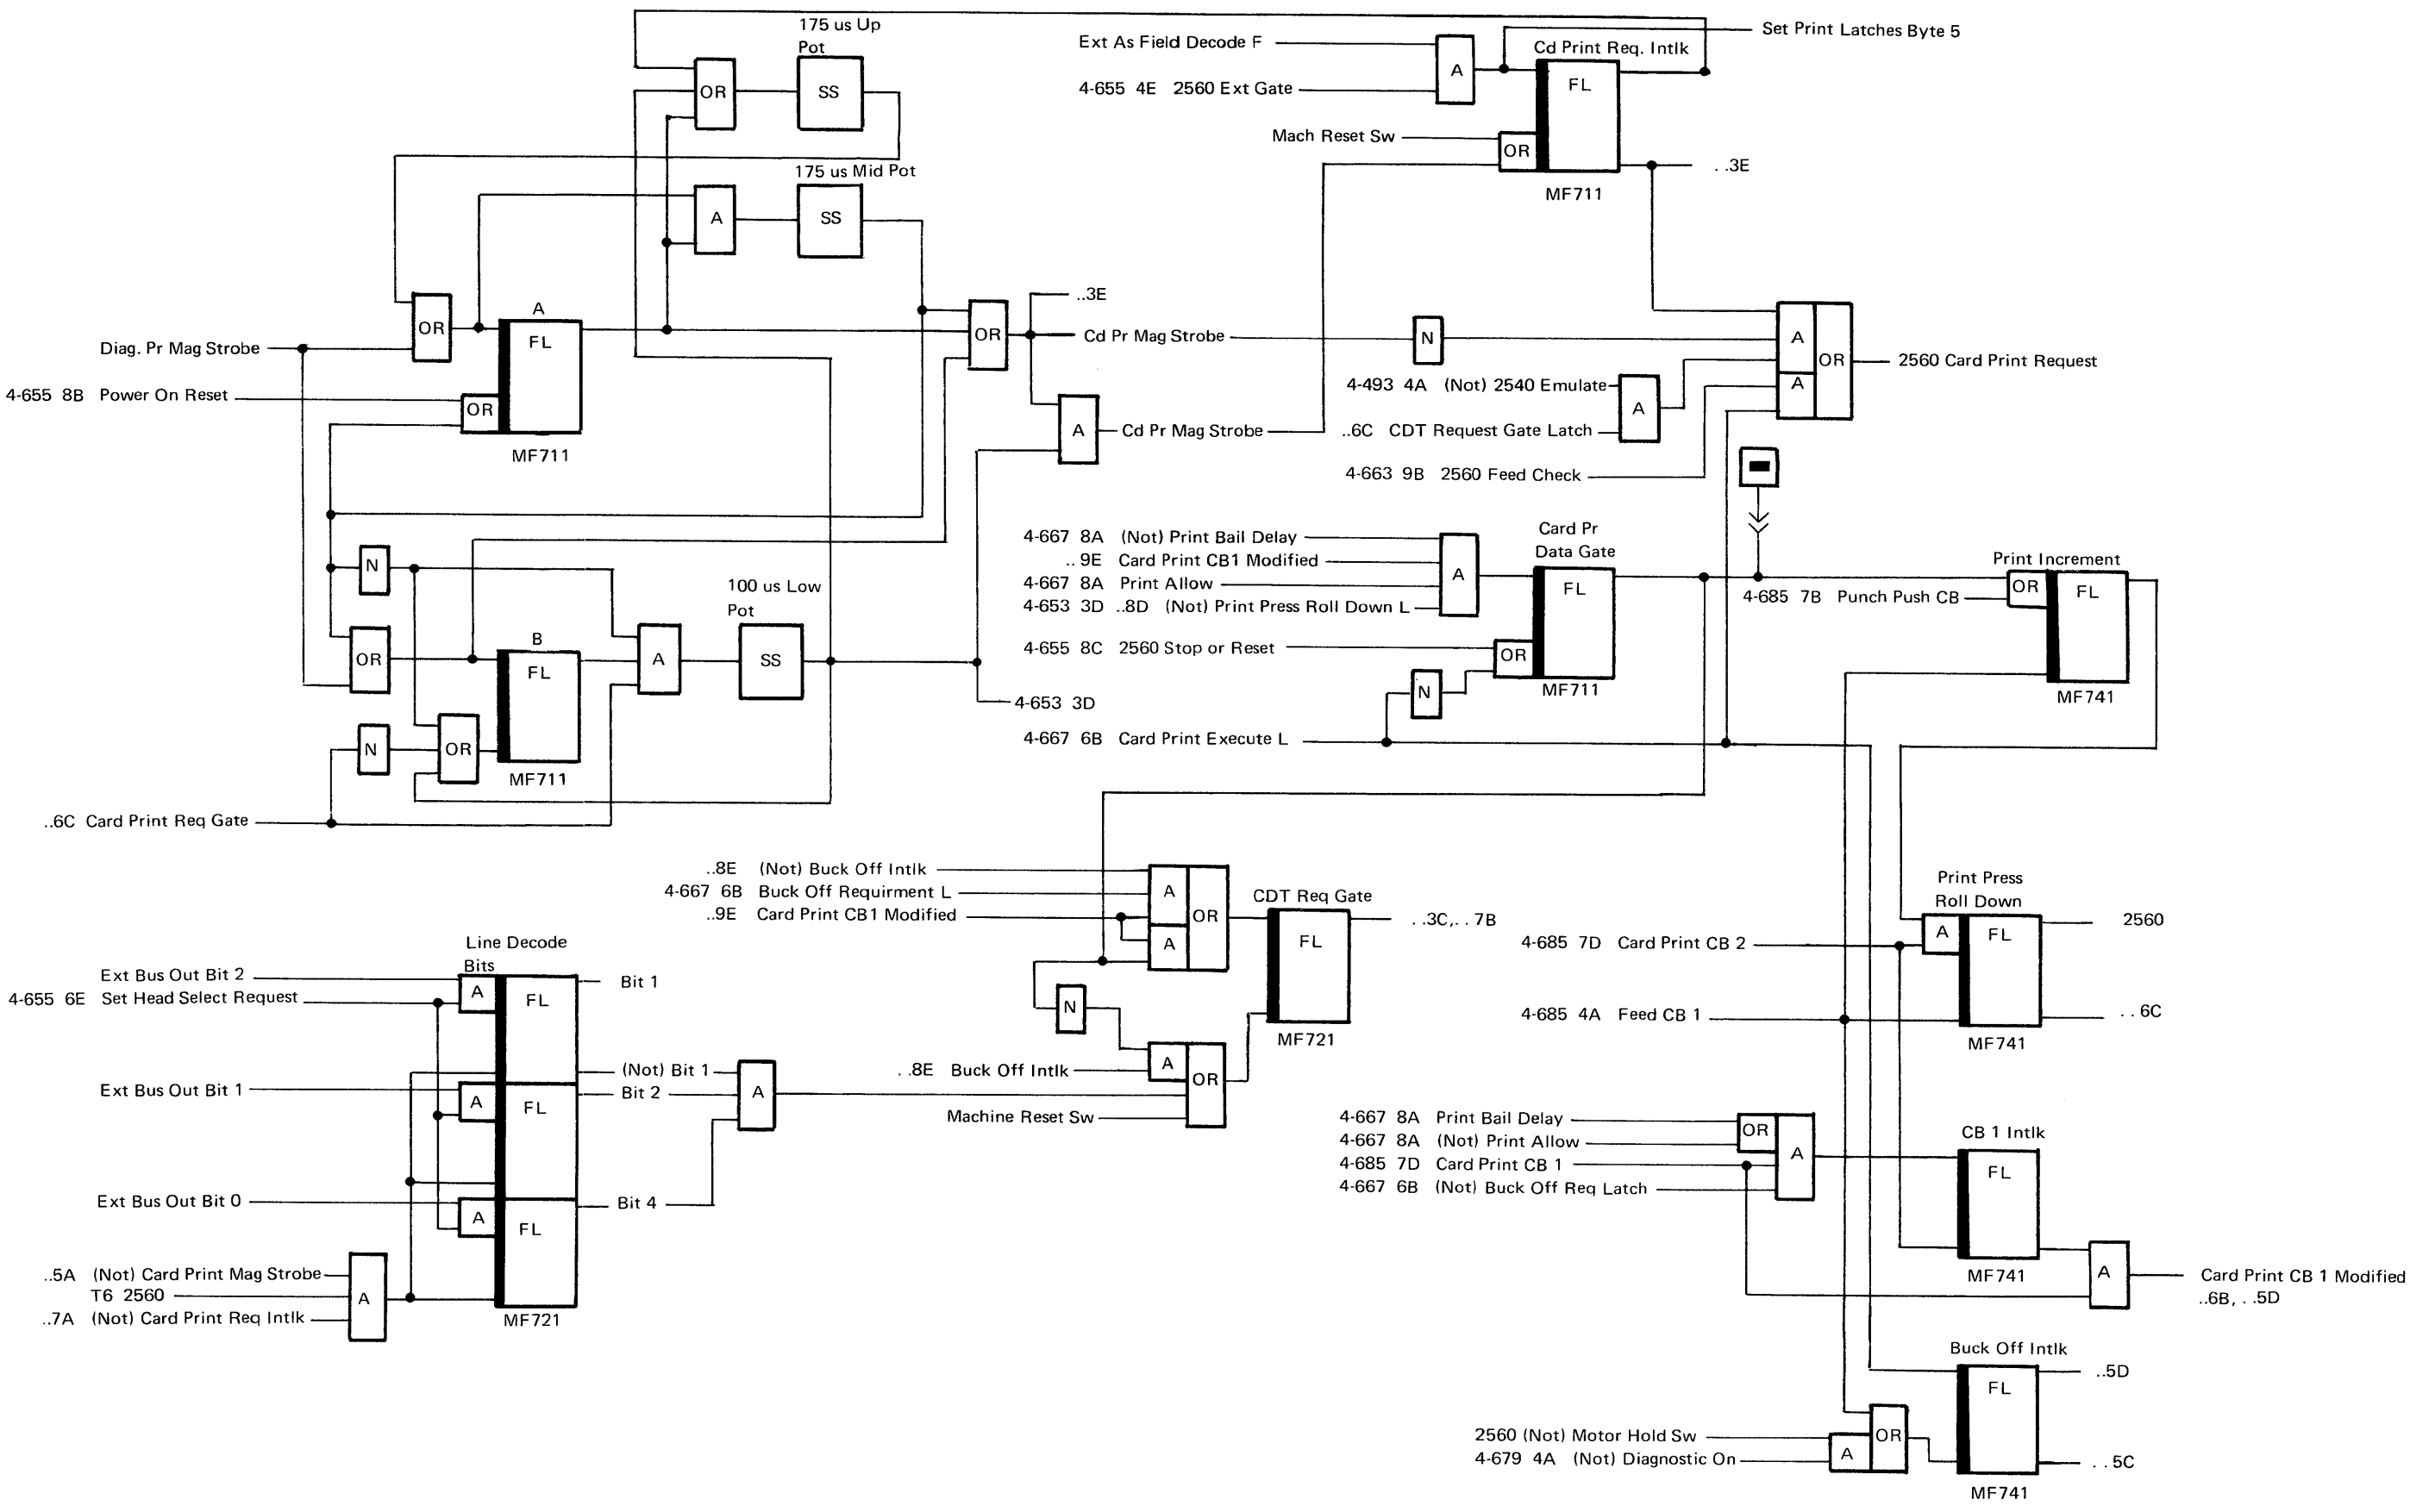 175 us Up
Pot
OR
SS
175 us Mid Pot
A
SS
Ext As Field Decode F
4-655 4E 2560 Ext Gate
A
Set Print Latches Byte 5
Cd Print Req. Intlk
FL
Mach Reset Sw
OR
MF711
..3E
Diag. Pr Mag Strobe
OR
A
FL
4-655 8B Power On Reset
OR
MF711
OR
..3E
Cd Pr Mag Strobe
N
A
OR
2560 Card Print Request
A
4-493 4A (Not) 2540 Emulate
A
..6C CDT Request Gate Latch
A
Cd Pr Mag Strobe
4-663 9B 2560 Feed Check
N
OR
B
FL
A
100 us Low
Pot
SS
N
OR
MF711
4-653 3D
..6C Card Print Req Gate
4-667 8A (Not) Print Bail Delay
..9E Card Print CB1 Modified
4-667 8A Print Allow
4-653 3D ..8D (Not) Print Press Roll Down L
A
Card Pr
Data Gate
FL
4-655 8C 2560 Stop or Reset
OR
N
MF711
4-667 6B Card Print Execute L
Print Increment
OR
FL
4-685 7B Punch Push CB
MF741
..8E (Not) Buck Off Intlk
4-667 6B Buck Off Requirment L
..9E Card Print CB1 Modified
A
OR
A
CDT Req Gate
FL
..3C,..7B
MF721
N
..8E Buck Off Intlk
A
OR
Machine Reset Sw
Line Decode
Bits
Ext Bus Out Bit 2
4-655 6E Set Head Select Request
A
FL
Bit 1
(Not) Bit 1
Ext Bus Out Bit 1
A
FL
Bit 2
A
Ext Bus Out Bit 0
A
FL
Bit 4
..5A (Not) Card Print Mag Strobe
T6 2560
..7A (Not) Card Print Req Intlk
A
MF721
Print Press
Roll Down
4-685 7D Card Print CB 2
A
FL
2560
4-685 4A Feed CB 1
..6C
MF741
4-667 8A Print Bail Delay
4-667 8A (Not) Print Allow
4-685 7D Card Print CB 1
4-667 6B (Not) Buck Off Req Latch
OR
A
CB 1 Intlk
FL
MF741
A
Card Print CB 1 Modified
..6B, ..5D
Buck Off Intlk
FL
..5D
2560 (Not) Motor Hold Sw
4-679 4A (Not) Diagnostic On
A
OR
..5C
MF741